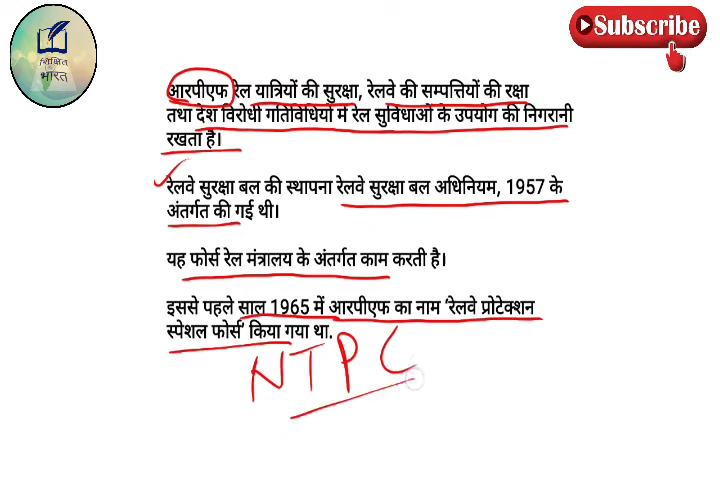 शिक्षित
भारत
Subscribe
आरपीएफ रेल यात्रियों की सुरक्षा, रेलवे की सम्पत्तियों की रक्षा
तथा देश विरोधी गतिविधियों में रेल सुविधाओं के उपयोग की निगरानी
रखता है।
रेलवे सुरक्षा बल की स्थापना रेलवे सुरक्षा बल अधिनियम, 1957 के
अंतर्गत की गई थी।
यह फोर्स रेल मंत्रालय के अंतर्गत काम करती है।
इससे पहले साल 1965 में आरपीएफ का नाम ‘रेलवे प्रोटेक्शन
स्पेशल फोर्स’ किया गया था.
NTPC